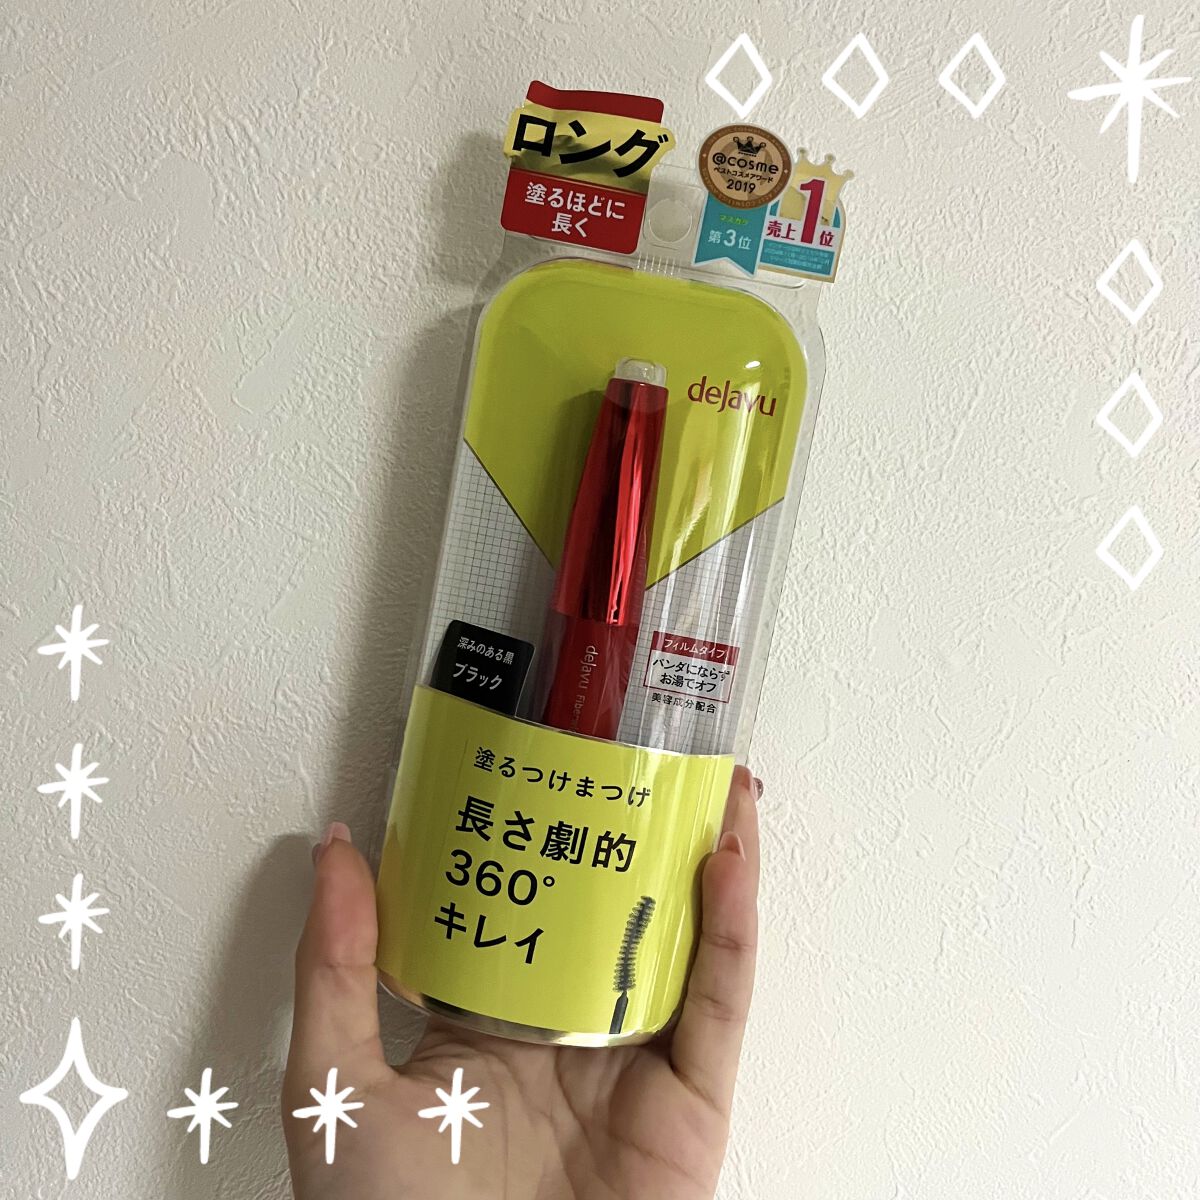 ロング
塗るほどに
長く
@cosme
ベストコスメアワード
2019
マスカラ
第3位
売上1位
dejavu
深みのある黒
ブラック
dejavu Fiberw
フィルムタイプ
パンダにならず
お湯でオフ
美容成分配合
塗るつけまつげ
長さ劇的
360°
キレイ